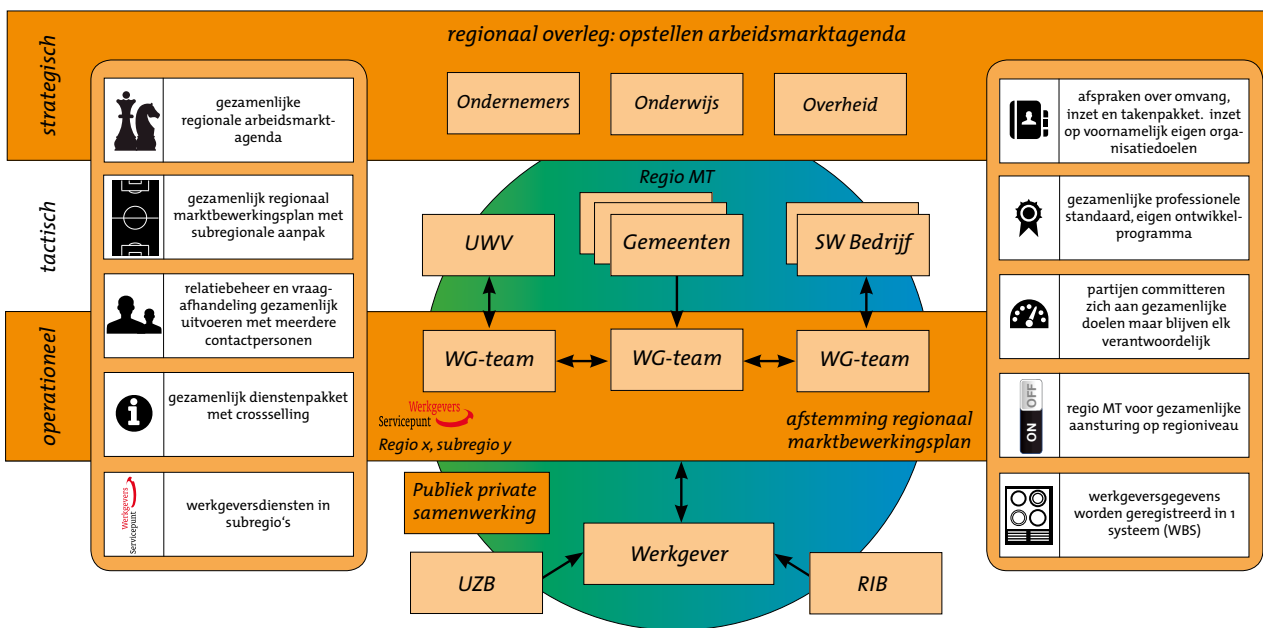 strategisch
tactisch
operationeel
regionaal overleg: opstellen arbeidsmarktagenda
Ondernemers
Onderwijs
Overheid
gezamenlijke
regionale arbeidsmarkt-
agenda
gezamenlijk regionaal
marktbewerkingsplan met
subregionale aanpak
relatiebeheer en vraag-
afhandeling gezamenlijk
uitvoeren met meerdere
contactpersonen
gezamenlijk dienstenpakket
met crossselling
Werkgevers
Servicepunt
werkgeversdiensten in
subregio‘s
Regio MT
UWV
Gemeenten
SW Bedrijf
WG-team
WG-team
WG-team
Werkgevers
Servicepunt
Regio x, subregio y
afstemming regionaal
marktbewerkingsplan
Publiek private
samenwerking
Werkgever
UZB
RIB
afspraken over omvang,
inzet en takenpakket. inzet
op voornamelijk eigen orga-
nisatiedoelen
gezamenlijke professionele
standaard, eigen ontwikkel-
programma
partijen committeren
zich aan gezamenlijke
doelen maar blijven elk
verantwoordelijk
OFF
ON
regio MT voor gezamenlijke
aansturing op regioniveau
werkgeversgegevens
worden geregistreerd in 1
systeem (WBS)